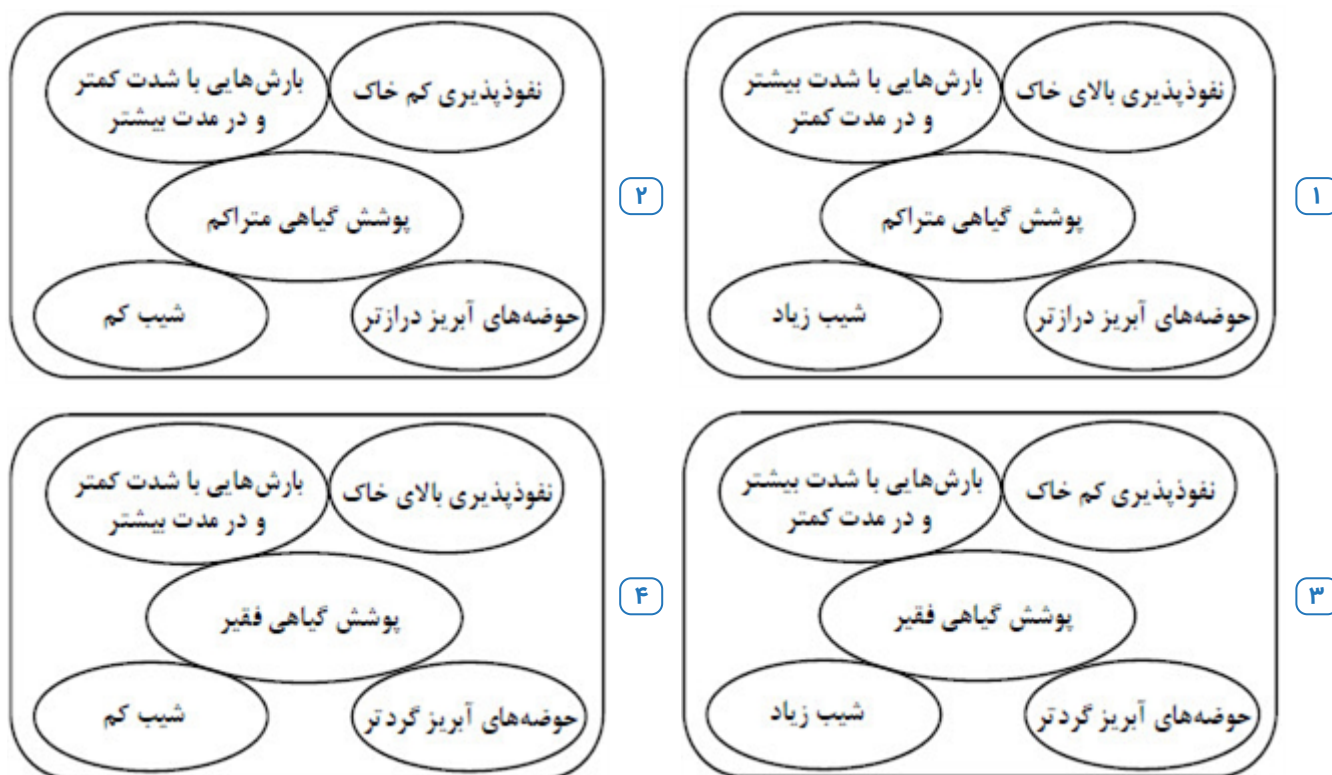 ۱
بارش‌هایی با شدت بیشتر
و در مدت کمتر
نفوذپذیری بالای خاک
پوشش گیاهی متراکم
حوضه‌های آبریز درازتر
شیب زیاد
۲
بارش‌هایی با شدت کمتر
و در مدت بیشتر
نفوذپذیری کم خاک
پوشش گیاهی متراکم
حوضه‌های آبریز درازتر
شیب کم
۳
بارش‌هایی با شدت بیشتر
و در مدت کمتر
نفوذپذیری کم خاک
پوشش گیاهی فقیر
حوضه‌های آبریز گردتر
شیب زیاد
۴
بارش‌هایی با شدت کمتر
و در مدت بیشتر
نفوذپذیری بالای خاک
پوشش گیاهی فقیر
حوضه‌های آبریز گردتر
شیب کم